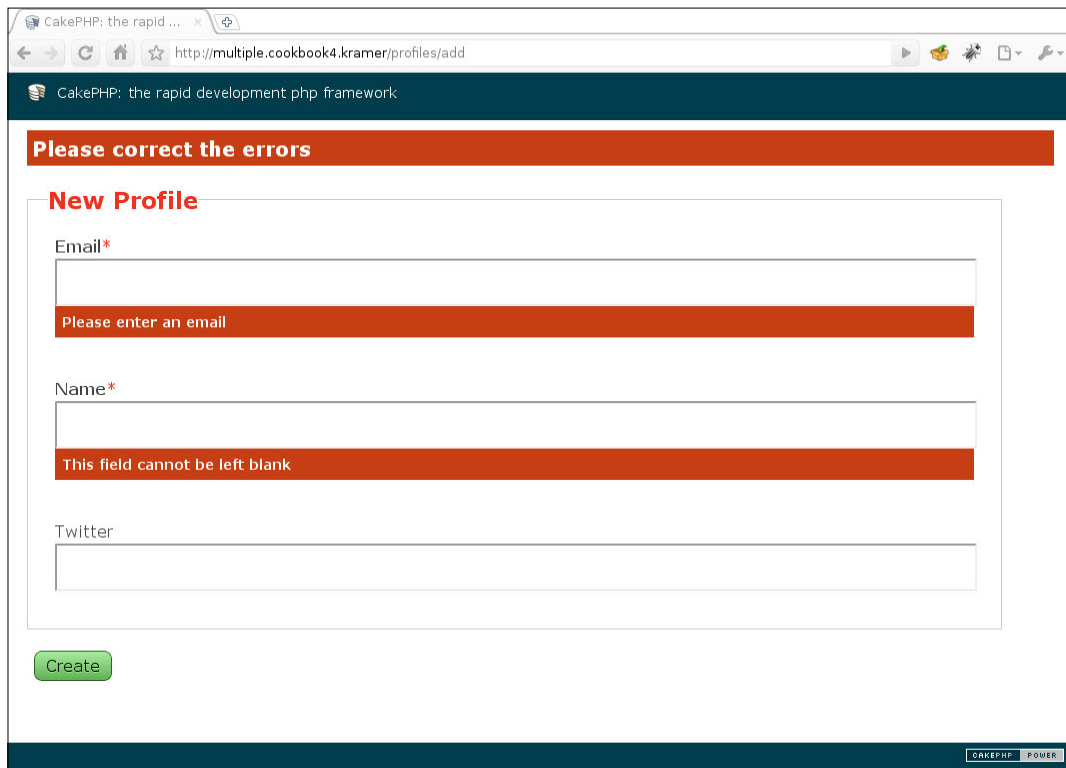 CakePHP: the rapid ...
http://multiple.cookbook4.kramer/profiles/add
CakePHP: the rapid development php framework
Please correct the errors
New Profile
Email*
Please enter an email
Name*
This field cannot be left blank
Twitter
Create
CAKEPHP POWER